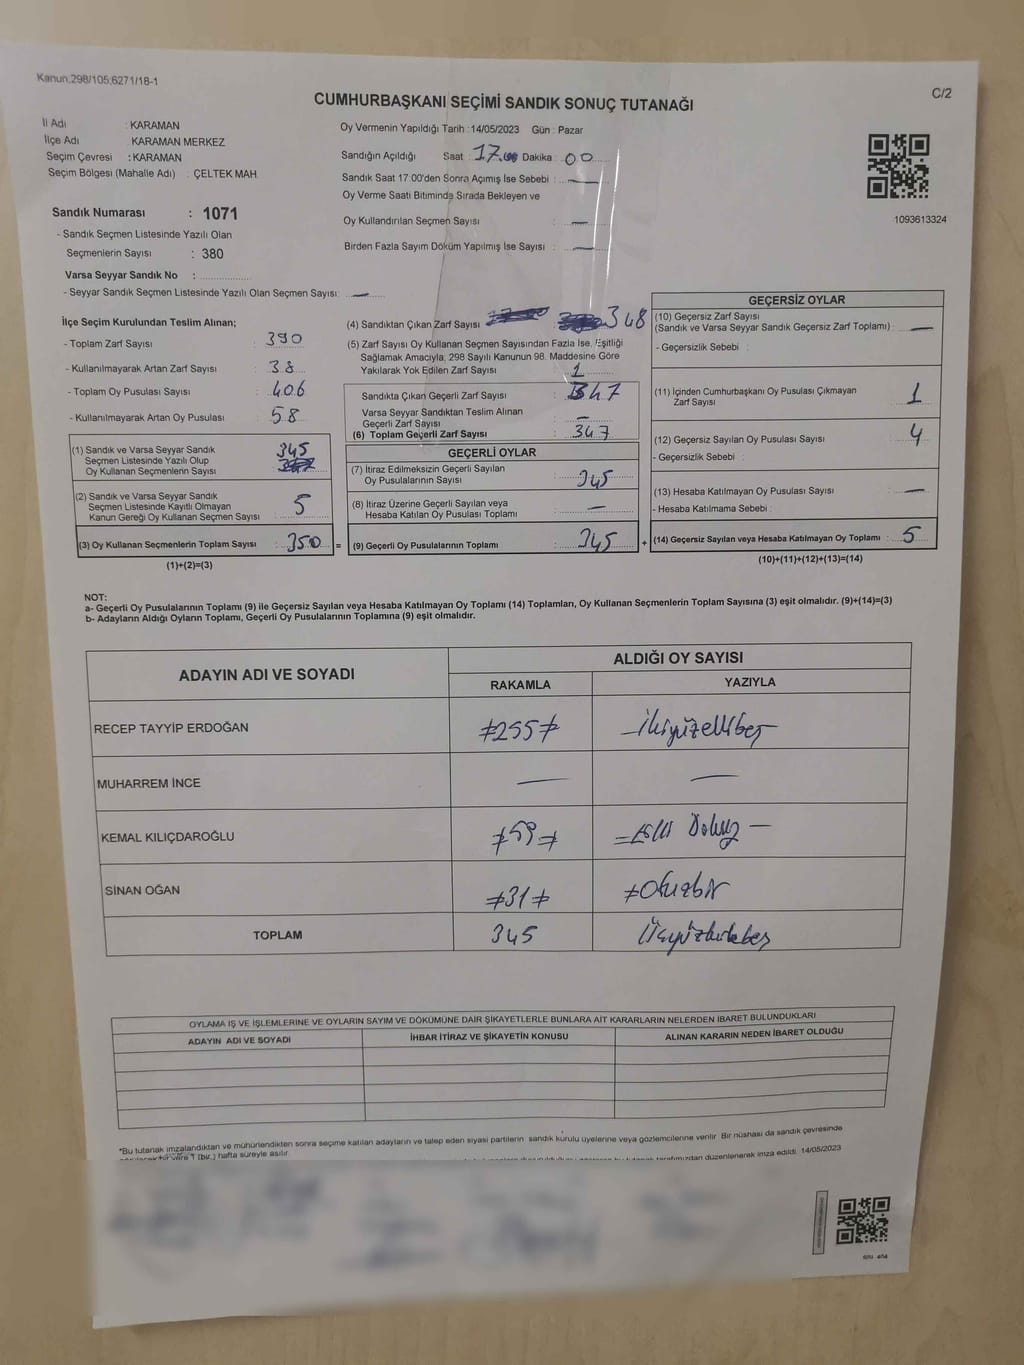 Kanun:298/105;6271/18-1
C/2
CUMHURBAŞKANI SEÇİMİ SANDIK SONUÇ TUTANAĞI
İl Adı : KARAMAN
İlçe Adı : KARAMAN MERKEZ
Seçim Çevresi : KARAMAN
Seçim Bölgesi (Mahalle Adı) : ÇELTEK MAH.
Sandık Numarası : 1071
- Sandık Seçmen Listesinde Yazılı Olan
Seçmenlerin Sayısı : 380
Varsa Seyyar Sandık No :
- Seyyar Sandık Seçmen Listesinde Yazılı Olan Seçmen Sayısı: —
Oy Vermenin Yapıldığı Tarih : 14/05/2023 Gün : Pazar
Sandığın Açıldığı Saat : 17.00 Dakika : 00
Sandık Saat 17:00'den Sonra Açımış İse Sebebi : —
Oy Verme Saati Bitiminde Sırada Bekleyen ve
Oy Kullandırılan Seçmen Sayısı : —
Birden Fazla Sayım Döküm Yapılmış İse Sayısı : —
1093613324
İlçe Seçim Kurulundan Teslim Alınan;
- Toplam Zarf Sayısı : 390
- Kullanılmayarak Artan Zarf Sayısı : 38
- Toplam Oy Pusulası Sayısı : 406
- Kullanılmayarak Artan Oy Pusulası : 58
(1) Sandık ve Varsa Seyyar Sandık
Seçmen Listesinde Yazılı Olup
Oy Kullanan Seçmenlerin Sayısı : 345
(2) Sandık ve Varsa Seyyar Sandık
Seçmen Listesinde Kayıtlı Olmayan
Kanun Gereği Oy Kullanan Seçmen Sayısı : 5
(3) Oy Kullanan Seçmenlerin Toplam Sayısı : 350
(1)+(2)=(3)
(4) Sandıktan Çıkan Zarf Sayısı : 348
(5) Zarf Sayısı Oy Kullanan Seçmen Sayısından Fazla İse, Eşitliği
Sağlamak Amacıyla, 298 Sayılı Kanunun 98. Maddesine Göre
Yakılarak Yok Edilen Zarf Sayısı : 1
Sandıkta Çıkan Geçerli Zarf Sayısı : 347
Varsa Seyyar Sandıktan Teslim Alınan
Geçerli Zarf Sayısı : —
(6) Toplam Geçerli Zarf Sayısı : 347
GEÇERLİ OYLAR
(7) İtiraz Edilmeksizin Geçerli Sayılan
Oy Pusulalarının Sayısı : 345
(8) İtiraz Üzerine Geçerli Sayılan veya
Hesaba Katılan Oy Pusulası Toplamı : —
= (9) Geçerli Oy Pusulalarının Toplamı : 345
GEÇERSİZ OYLAR
(10) Geçersiz Zarf Sayısı
(Sandık ve Varsa Seyyar Sandık Geçersiz Zarf Toplamı) : —
- Geçersizlik Sebebi :
(11) İçinden Cumhurbaşkanı Oy Pusulası Çıkmayan
Zarf Sayısı : 1
(12) Geçersiz Sayılan Oy Pusulası Sayısı : 4
- Geçersizlik Sebebi :
(13) Hesaba Katılmayan Oy Pusulası Sayısı : —
- Hesaba Katılmama Sebebi :
+ (14) Geçersiz Sayılan veya Hesaba Katılmayan Oy Toplamı : 5
(10)+(11)+(12)+(13)=(14)
NOT:
a- Geçerli Oy Pusulalarının Toplamı (9) ile Geçersiz Sayılan veya Hesaba Katılmayan Oy Toplamı (14) Toplamları, Oy Kullanan Seçmenlerin Toplam Sayısına (3) eşit olmalıdır. (9)+(14)=(3)
b- Adayların Aldığı Oyların Toplamı, Geçerli Oy Pusulalarının Toplamına (9) eşit olmalıdır.
ADAYIN ADI VE SOYADI
ALDIĞI OY SAYISI
RAKAMLA YAZIYLA
RECEP TAYYİP ERDOĞAN ≠255≠ —ikiyüzellibeş—
MUHARREM İNCE — —
KEMAL KILIÇDAROĞLU ≠59≠ =Elli Dokuz —
SİNAN OĞAN ≠31≠ ≠Otuzbir
TOPLAM 345 Üçyüzkırkbeş
OYLAMA İŞ VE İŞLEMLERİNE VE OYLARIN SAYIM VE DÖKÜMÜNE DAİR ŞİKAYETLERLE BUNLARA AİT KARARLARIN NELERDEN İBARET BULUNDUKLARI
ADAYIN ADI VE SOYADI İHBAR İTİRAZ VE ŞİKAYETİN KONUSU ALINAN KARARIN NEDEN İBARET OLDUĞU
*Bu tutanak imzalandıktan ve mühürlendikten sonra seçime katılan adayların ve talep eden siyasi partilerin sandık kurulu üyelerine veya gözlemcilerine verilir. Bir nüshası da sandık çevresinde
1 (bir) hafta süreyle asılır. tarafımızdan düzenlenerek imza edildi. 14/05/2023